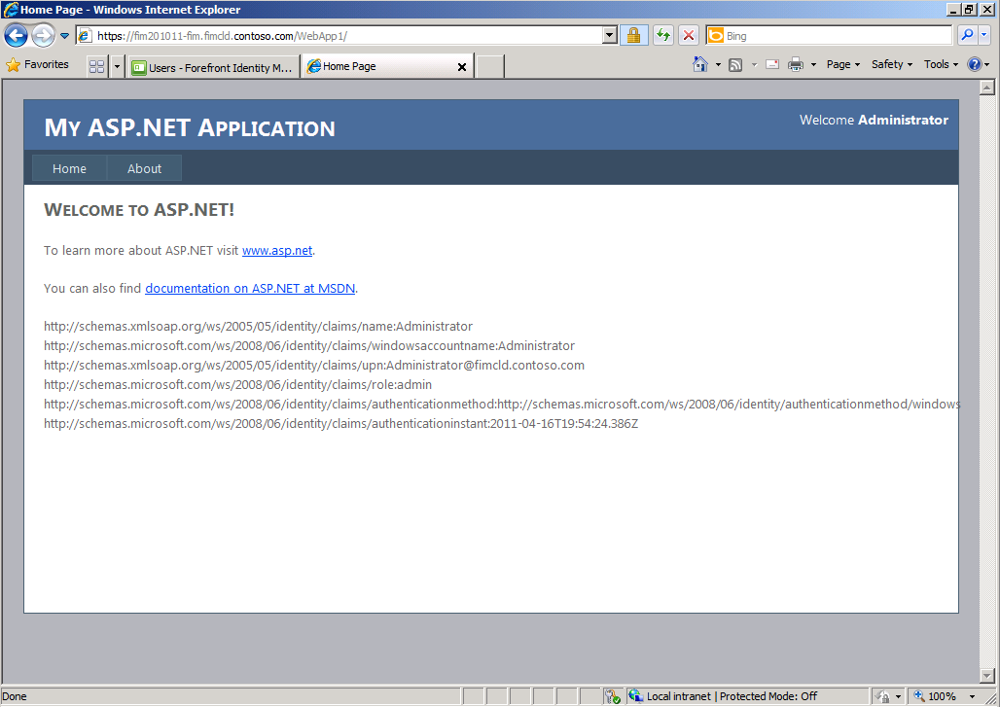 Home Page - Windows Internet Explorer
https://fim201011-fim.fimcld.contoso.com/WebApp1/
Bing
Favorites
Users - Forefront Identity M...
Home Page
Page
Safety
Tools
MY ASP.NET APPLICATION
Welcome Administrator
Home
About
WELCOME TO ASP.NET!
To learn more about ASP.NET visit www.asp.net.
You can also find documentation on ASP.NET at MSDN.
http://schemas.xmlsoap.org/ws/2005/05/identity/claims/name:Administrator
http://schemas.microsoft.com/ws/2008/06/identity/claims/windowsaccountname:Administrator
http://schemas.xmlsoap.org/ws/2005/05/identity/claims/upn:Administrator@fimcld.contoso.com
http://schemas.microsoft.com/ws/2008/06/identity/claims/role:admin
http://schemas.microsoft.com/ws/2008/06/identity/claims/authenticationmethod:http://schemas.microsoft.com/ws/2008/06/identity/authenticationmethod/windows
http://schemas.microsoft.com/ws/2008/06/identity/claims/authenticationinstant:2011-04-16T19:54:24.386Z
Done
Local intranet | Protected Mode: Off
100%